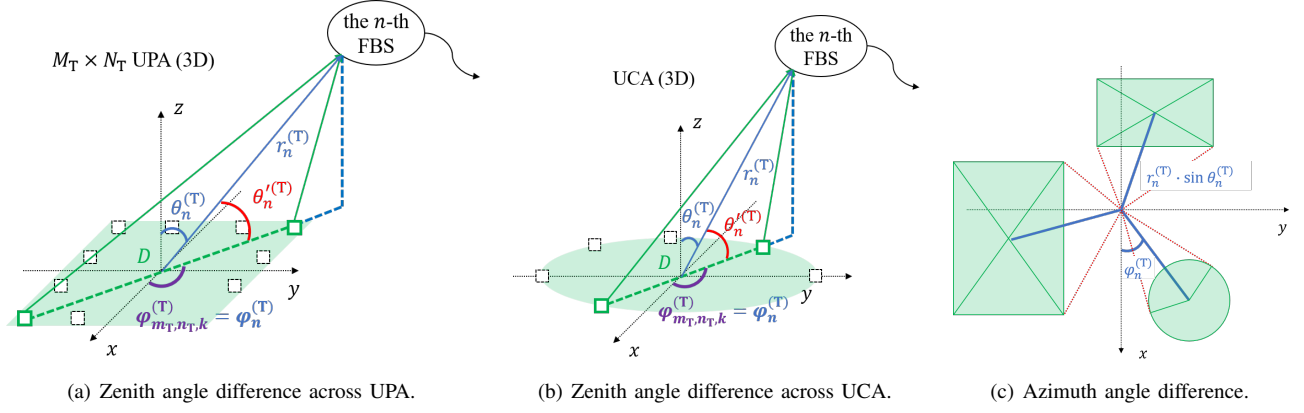 the n-th
FBS
M_T × N_T UPA (3D)
z
r_n^(T)
θ_n^(T)
θ′_n^(T)
D
y
φ_{m_T,n_T,k}^(T) = φ_n^(T)
x
(a) Zenith angle difference across UPA.
the n-th
FBS
UCA (3D)
z
r_n^(T)
θ_n^(T)
θ′_n^(T)
D
y
φ_{m_T,n_T,k}^(T) = φ_n^(T)
x
(b) Zenith angle difference across UCA.
r_n^(T) · sin θ_n^(T)
y
φ_n^(T)
x
(c) Azimuth angle difference.